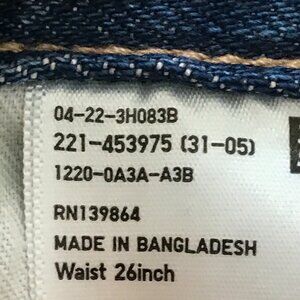 04-22-3H083B
221-453975 (31-05)
1220-0A3A-A3B
RN139864
MADE IN BANGLADESH
Waist 26inch